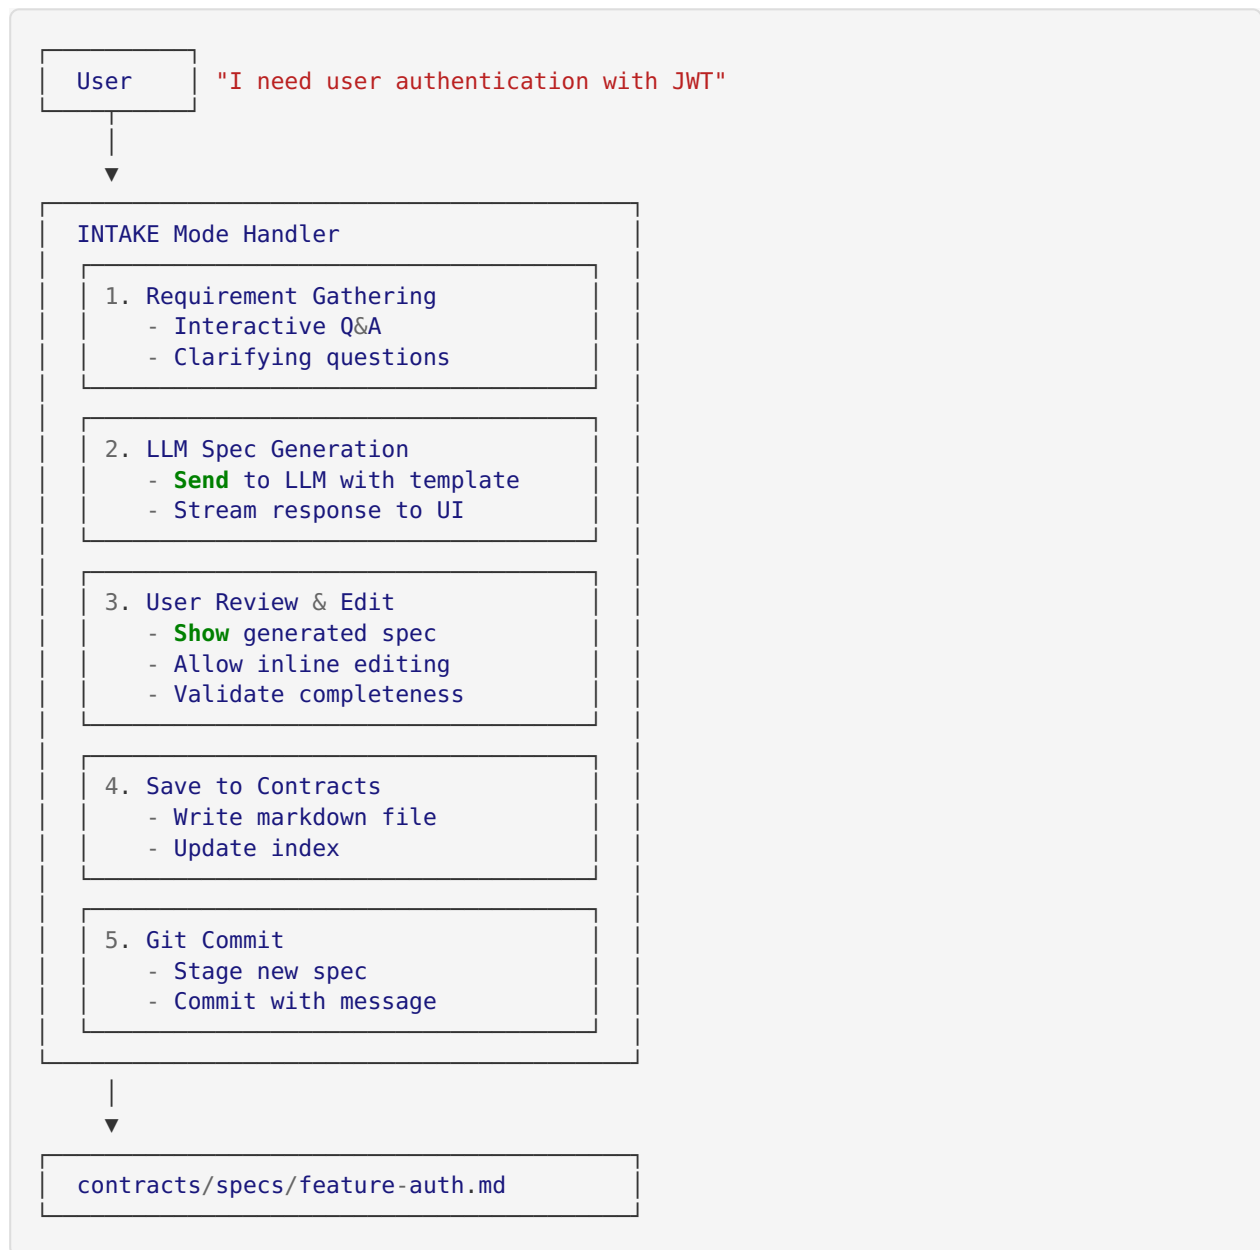 User "I need user authentication with JWT"
INTAKE Mode Handler
1. Requirement Gathering
- Interactive Q&A
- Clarifying questions
2. LLM Spec Generation
- Send to LLM with template
- Stream response to UI
3. User Review & Edit
- Show generated spec
- Allow inline editing
- Validate completeness
4. Save to Contracts
- Write markdown file
- Update index
5. Git Commit
- Stage new spec
- Commit with message
contracts/specs/feature-auth.md